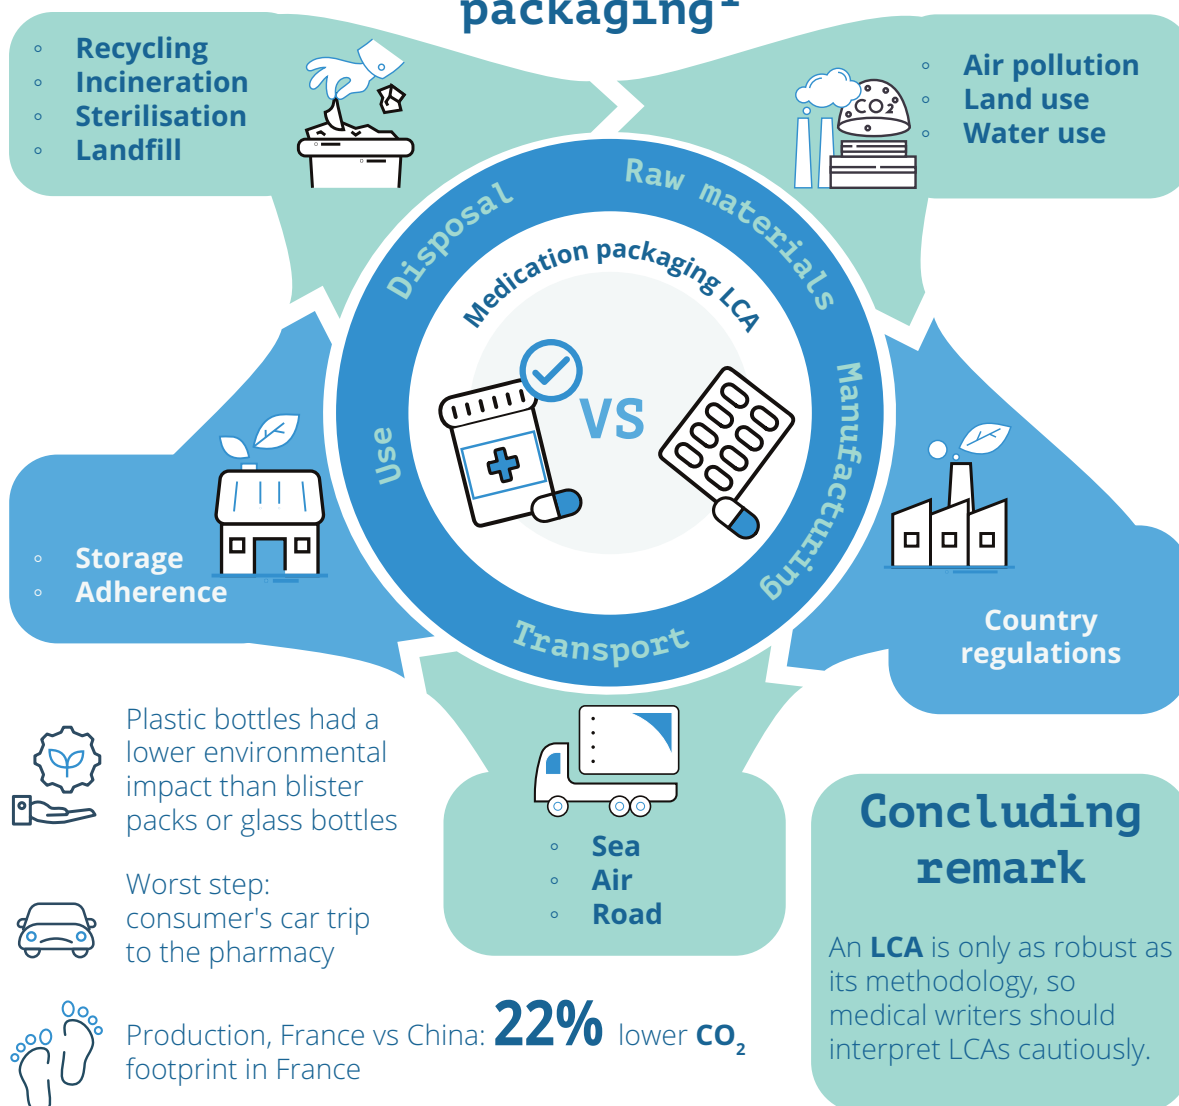 packaging¹
Recycling
Incineration
Sterilisation
Landfill
Air pollution
Land use
Water use
CO2
Disposal
Raw materials
Manufacturing
Transport
Use
Medication packaging LCA
VS
Storage
Adherence
Country
regulations
Sea
Air
Road
Plastic bottles had a
lower environmental
impact than blister
packs or glass bottles
Worst step:
consumer's car trip
to the pharmacy
Production, France vs China: 22% lower CO2
footprint in France
Concluding
remark
An LCA is only as robust as
its methodology, so
medical writers should
interpret LCAs cautiously.